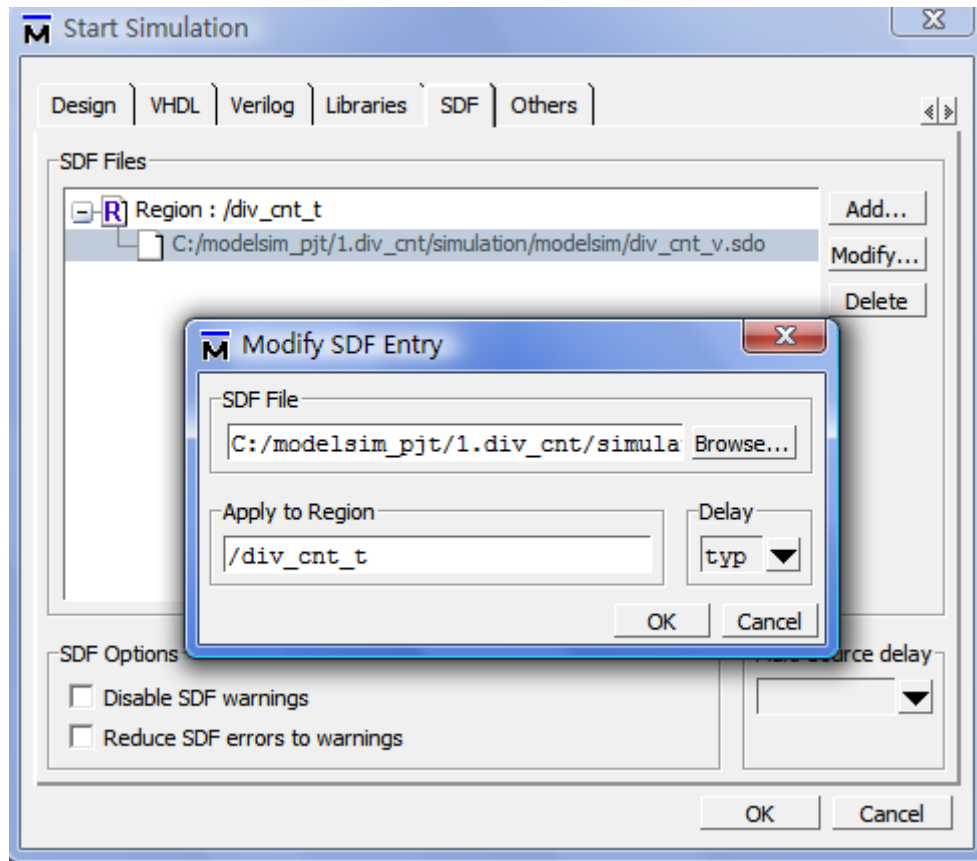 Start Simulation
Design VHDL Verilog Libraries SDF Others
SDF Files
Region : /div_cnt_t
C:/modelsim_pjt/1.div_cnt/simulation/modelsim/div_cnt_v.sdo
Add...
Modify...
Delete
Modify SDF Entry
SDF File
C:/modelsim_pjt/1.div_cnt/simula
Browse...
Apply to Region
/div_cnt_t
Delay
typ
OK Cancel
SDF Options
Disable SDF warnings
Reduce SDF errors to warnings
delay
OK Cancel